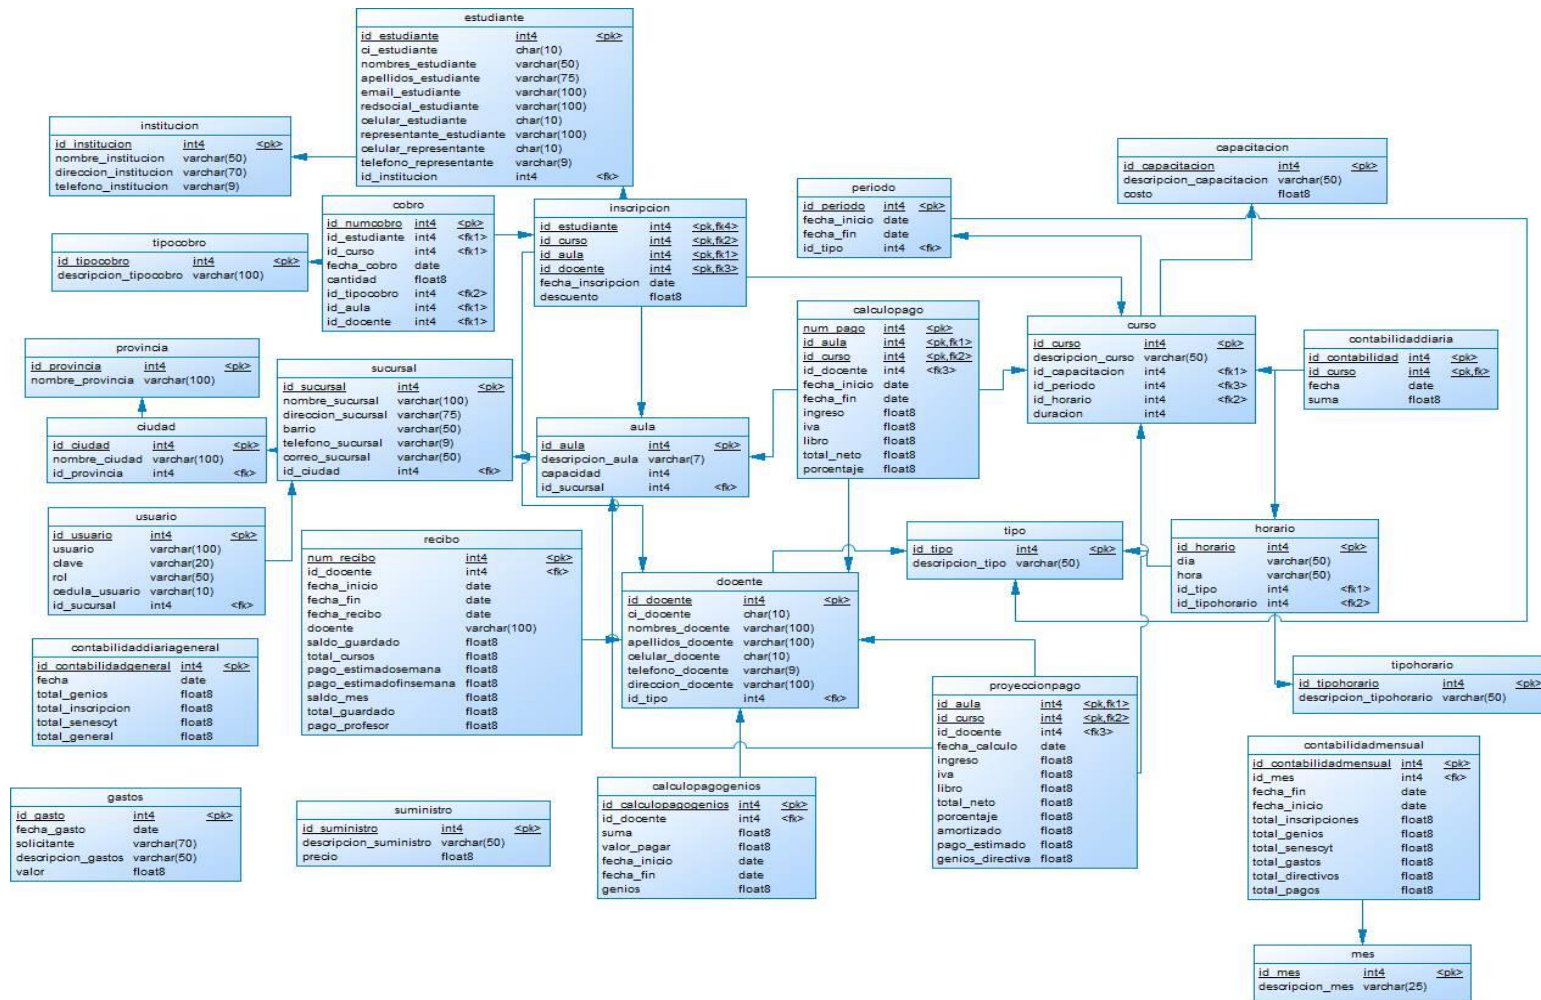 estudiante
id_estudiante int4 <pk>
ci_estudiante char(10)
nombres_estudiante varchar(50)
apellidos_estudiante varchar(75)
email_estudiante varchar(100)
redsocial_estudiante varchar(100)
celular_estudiante char(10)
representante_estudiante varchar(100)
celular_representante char(10)
telefono_representante varchar(9)
id_institucion int4 <fk>
institucion
id_institucion int4 <pk>
nombre_institucion varchar(50)
direccion_institucion varchar(70)
telefono_institucion varchar(9)
capacitacion
id_capacitacion int4 <pk>
descripcion_capacitacion varchar(50)
costo float8
periodo
id_periodo int4 <pk>
fecha_inicio date
fecha_fin date
id_tipo int4 <fk>
cobro
id_numcobro int4 <pk>
id_estudiante int4 <fk1>
id_curso int4 <fk1>
fecha_cobro date
cantidad float8
id_tipocobro int4 <fk2>
id_aula int4 <fk1>
id_docente int4 <fk1>
inscripcion
id_estudiante int4 <pk,fk4>
id_curso int4 <pk,fk2>
id_aula int4 <pk,fk1>
id_docente int4 <pk,fk3>
fecha_inscripcion date
descuento float8
tipocobro
id_tipocobro int4 <pk>
descripcion_tipocobro varchar(100)
calculopago
num_pago int4 <pk>
id_aula int4 <pk,fk1>
id_curso int4 <pk,fk2>
id_docente int4 <fk3>
fecha_inicio date
fecha_fin date
ingreso float8
iva float8
libro float8
total_neto float8
porcentaje float8
curso
id_curso int4 <pk>
descripcion_curso varchar(50)
id_capacitacion int4 <fk1>
id_periodo int4 <fk3>
id_horario int4 <fk2>
duracion int4
contabilidaddiaria
id_contabilidad int4 <pk>
id_curso int4 <pk,fk>
fecha date
suma float8
provincia
id_provincia int4 <pk>
nombre_provincia varchar(100)
sucursal
id_sucursal int4 <pk>
nombre_sucursal varchar(100)
direccion_sucursal varchar(75)
barrio varchar(50)
telefono_sucursal varchar(9)
correo_sucursal varchar(50)
id_ciudad int4 <fk>
ciudad
id_ciudad int4 <pk>
nombre_ciudad varchar(100)
id_provincia int4 <fk>
aula
id_aula int4 <pk>
descripcion_aula varchar(7)
capacidad int4
id_sucursal int4 <fk>
usuario
id_usuario int4 <pk>
usuario varchar(100)
clave varchar(20)
rol varchar(50)
cedula_usuario varchar(10)
id_sucursal int4 <fk>
recibo
num_recibo int4 <pk>
id_docente int4 <fk>
fecha_inicio date
fecha_fin date
fecha_recibo date
docente varchar(100)
saldo_guardado float8
total_cursos float8
pago_estimadosemana float8
pago_estimadofinsemana float8
saldo_mes float8
total_guardado float8
pago_profesor float8
tipo
id_tipo int4 <pk>
descripcion_tipo varchar(50)
horario
id_horario int4 <pk>
dia varchar(50)
hora varchar(50)
id_tipo int4 <fk1>
id_tipohorario int4 <fk2>
docente
id_docente int4 <pk>
ci_docente char(10)
nombres_docente varchar(100)
apellidos_docente varchar(100)
celular_docente char(10)
telefono_docente varchar(9)
direccion_docente varchar(100)
id_tipo int4 <fk>
contabilidaddiariageneral
id_contabilidadgeneral int4 <pk>
fecha date
total_genios float8
total_inscripcion float8
total_senescyt float8
total_general float8
tipohorario
id_tipohorario int4 <pk>
descripcion_tipohorario varchar(50)
proyeccionpago
id_aula int4 <pk,fk1>
id_curso int4 <pk,fk2>
id_docente int4 <fk3>
fecha_calculo date
ingreso float8
iva float8
libro float8
total_neto float8
porcentaje float8
amortizado float8
pago_estimado float8
genios_directiva float8
contabilidadmensual
id_contabilidadmensual int4 <pk>
id_mes int4 <fk>
fecha_fin date
fecha_inicio date
total_inscripciones float8
total_genios float8
total_senescyt float8
total_gastos float8
total_directivos float8
total_pagos float8
gastos
id_gasto int4 <pk>
fecha_gasto date
solicitante varchar(70)
descripcion_gastos varchar(50)
valor float8
suministro
id_suministro int4 <pk>
descripcion_suministro varchar(50)
precio float8
calculopagogenios
id_calculopagogenios int4 <pk>
id_docente int4 <fk>
suma float8
valor_pagar float8
fecha_inicio date
fecha_fin date
genios float8
mes
id_mes int4 <pk>
descripcion_mes varchar(25)